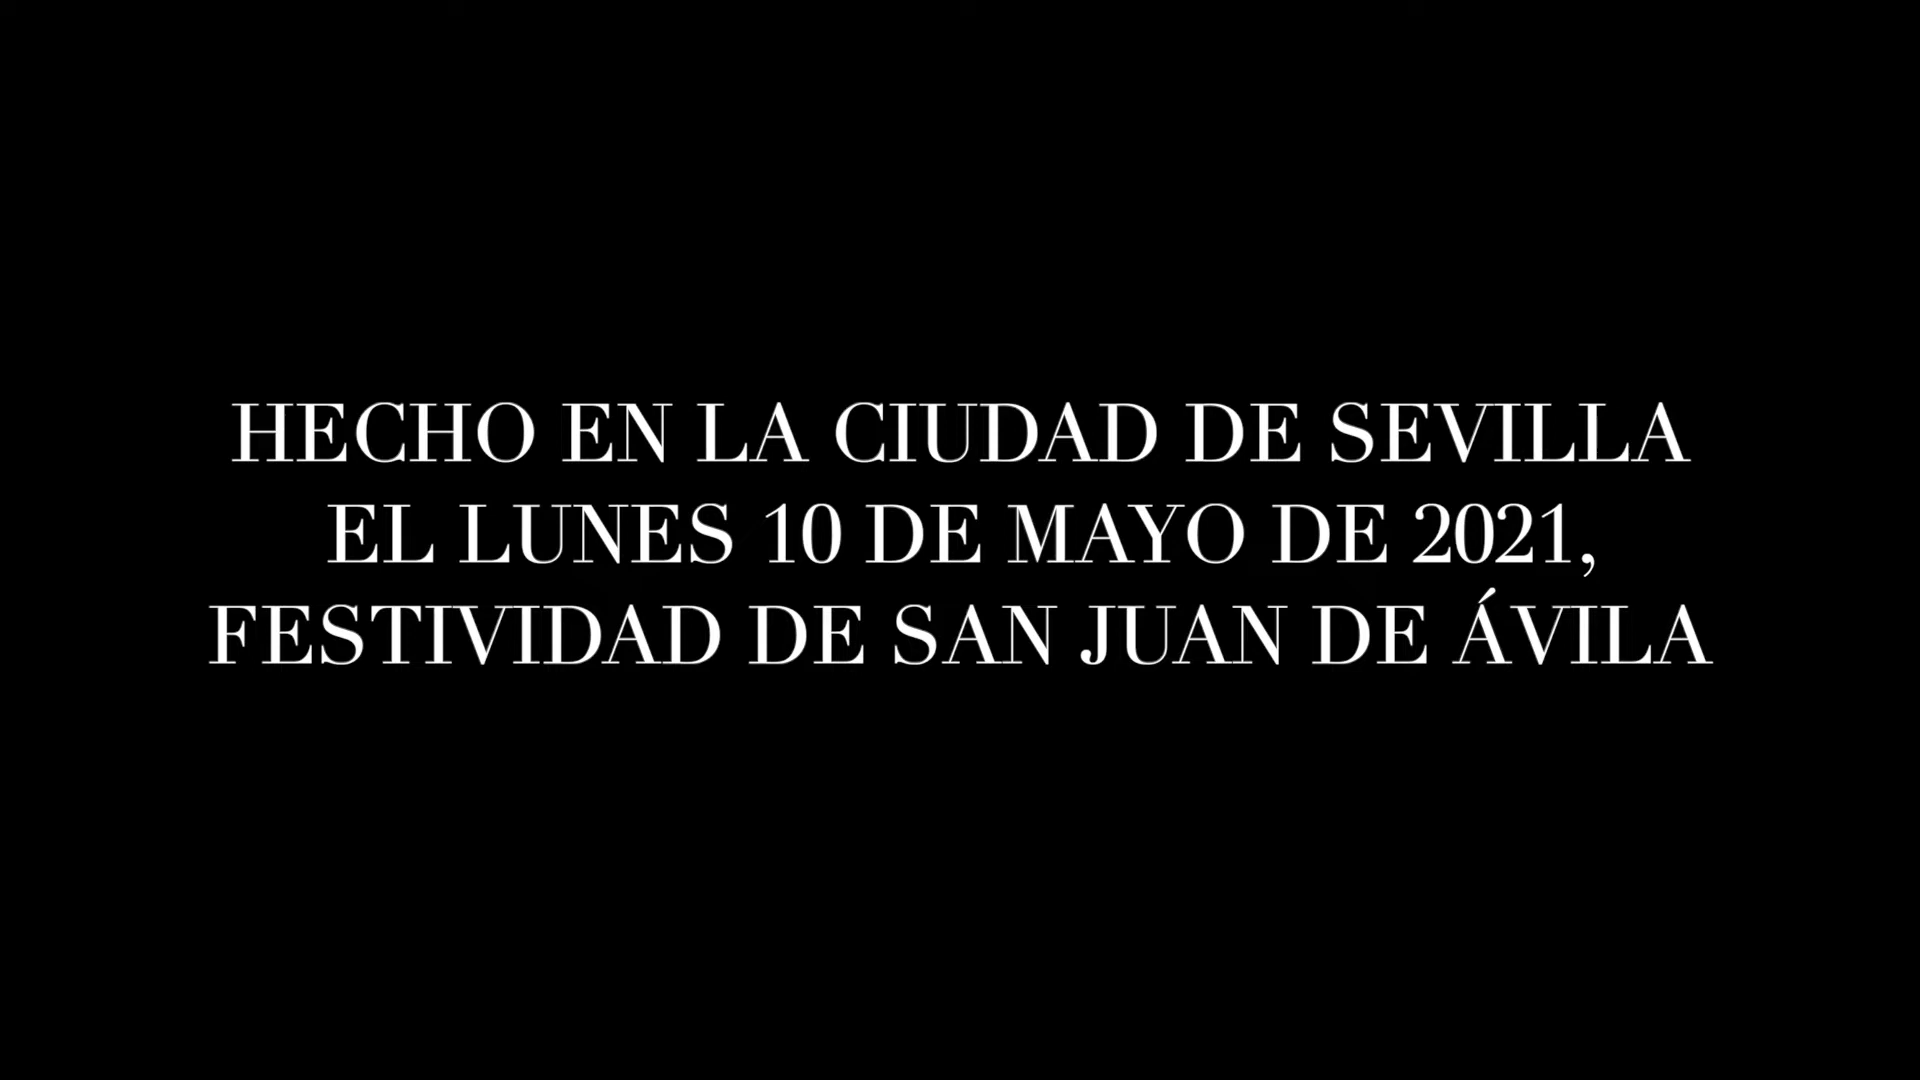 HECHO EN LA CIUDAD DE SEVILLA
EL LUNES 10 DE MAYO DE 2021,
FESTIVIDAD DE SAN JUAN DE ÁVILA